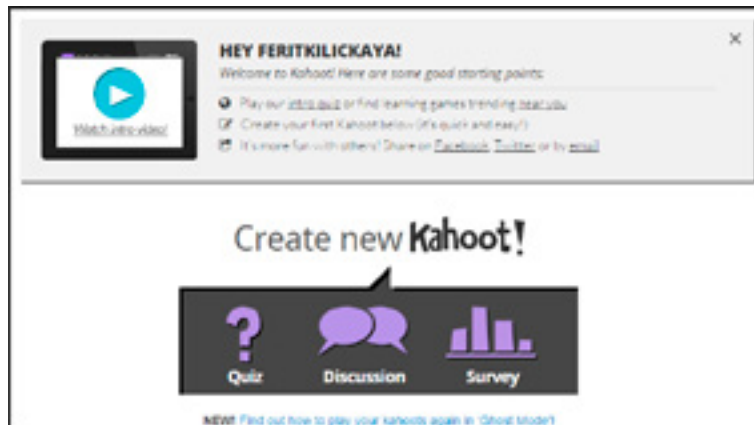 HEY FERITKILICKAYA!
Welcome to Kahoot! Here are some good starting points:
Watch intro video!
Play our intro quiz or find learning games trending near you
Create your first Kahoot below (it's quick and easy!)
It's more fun with others! Share on Facebook, Twitter or by email
Create new Kahoot!
Quiz
Discussion
Survey
NEW! Find out how to play your kahoots again in 'Ghost Mode'!